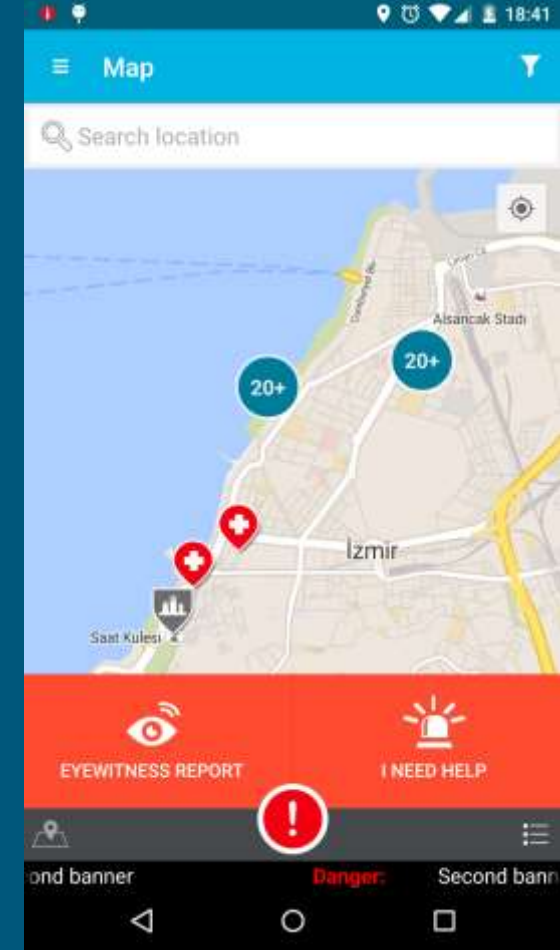 18:41
Map
Search location
Alsancak Stadı
20+
20+
İzmir
Saat Kulesi
EYEWITNESS REPORT
I NEED HELP
!
ond banner
Danger:
Second bann